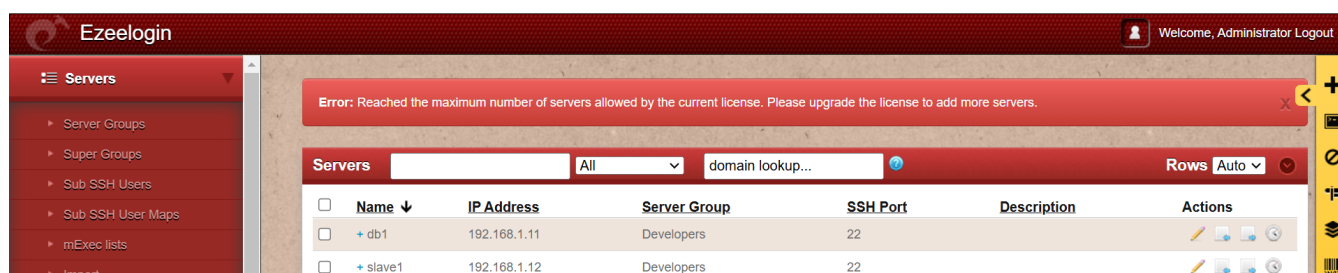 Ezeelogin
Welcome, Administrator Logout
Servers
Server Groups
Super Groups
Sub SSH Users
Sub SSH User Maps
mExec lists
Import
Error: Reached the maximum number of servers allowed by the current license. Please upgrade the license to add more servers.
X
Servers All domain lookup... ? Rows Auto
Name IP Address Server Group SSH Port Description Actions
+ db1 192.168.1.11 Developers 22
+ slave1 192.168.1.12 Developers 22